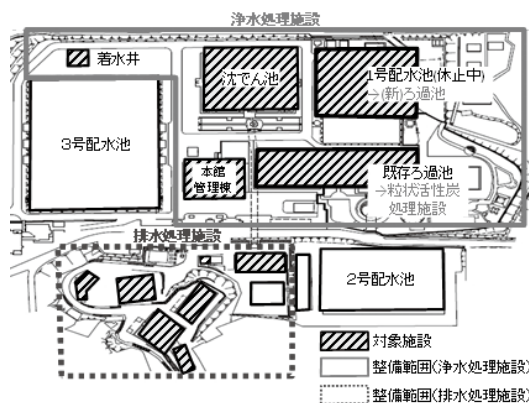 浄水処理施設
着水井
沈でん池
1号配水池(休止中)
→(新)ろ過池
3号配水池
既存ろ過池
→粒状活性炭
処理施設
本館
管理棟
排水処理施設
2号配水池
対象施設
整備範囲(浄水処理施設)
整備範囲(排水処理施設)